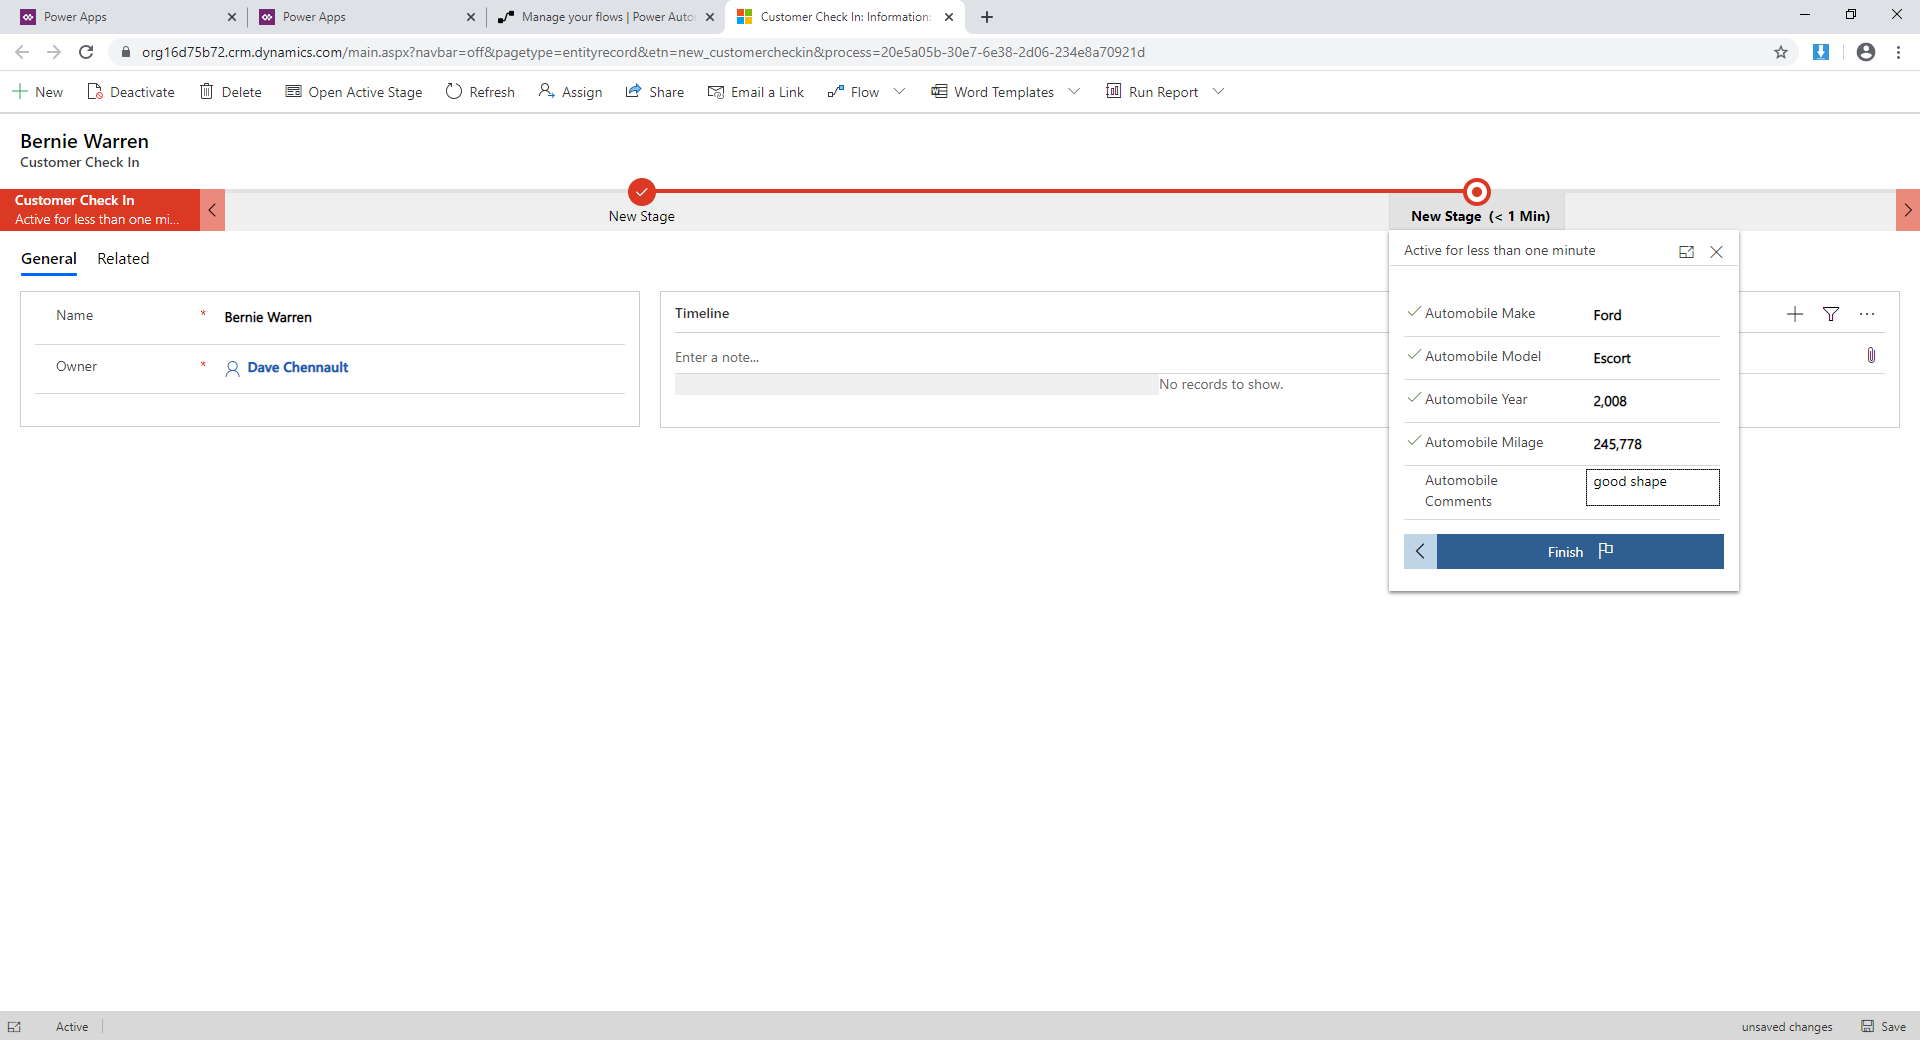 Power Apps
Power Apps
Manage your flows | Power Auto
Customer Check In: Information:
org16d75b72.crm.dynamics.com/main.aspx?navbar=off&pagetype=entityrecord&etn=new_customercheckin&process=20e5a05b-30e7-6e38-2d06-234e8a70921d
New Deactivate Delete Open Active Stage Refresh Assign Share Email a Link Flow Word Templates Run Report
Bernie Warren
Customer Check In
Customer Check In
Active for less than one mi...
New Stage
New Stage (< 1 Min)
General Related
Active for less than one minute
Name * Bernie Warren
Owner * Dave Chennault
Timeline
Enter a note...
No records to show.
Automobile Make Ford
Automobile Model Escort
Automobile Year 2,008
Automobile Milage 245,778
Automobile Comments good shape
Finish
Active
unsaved changes
Save